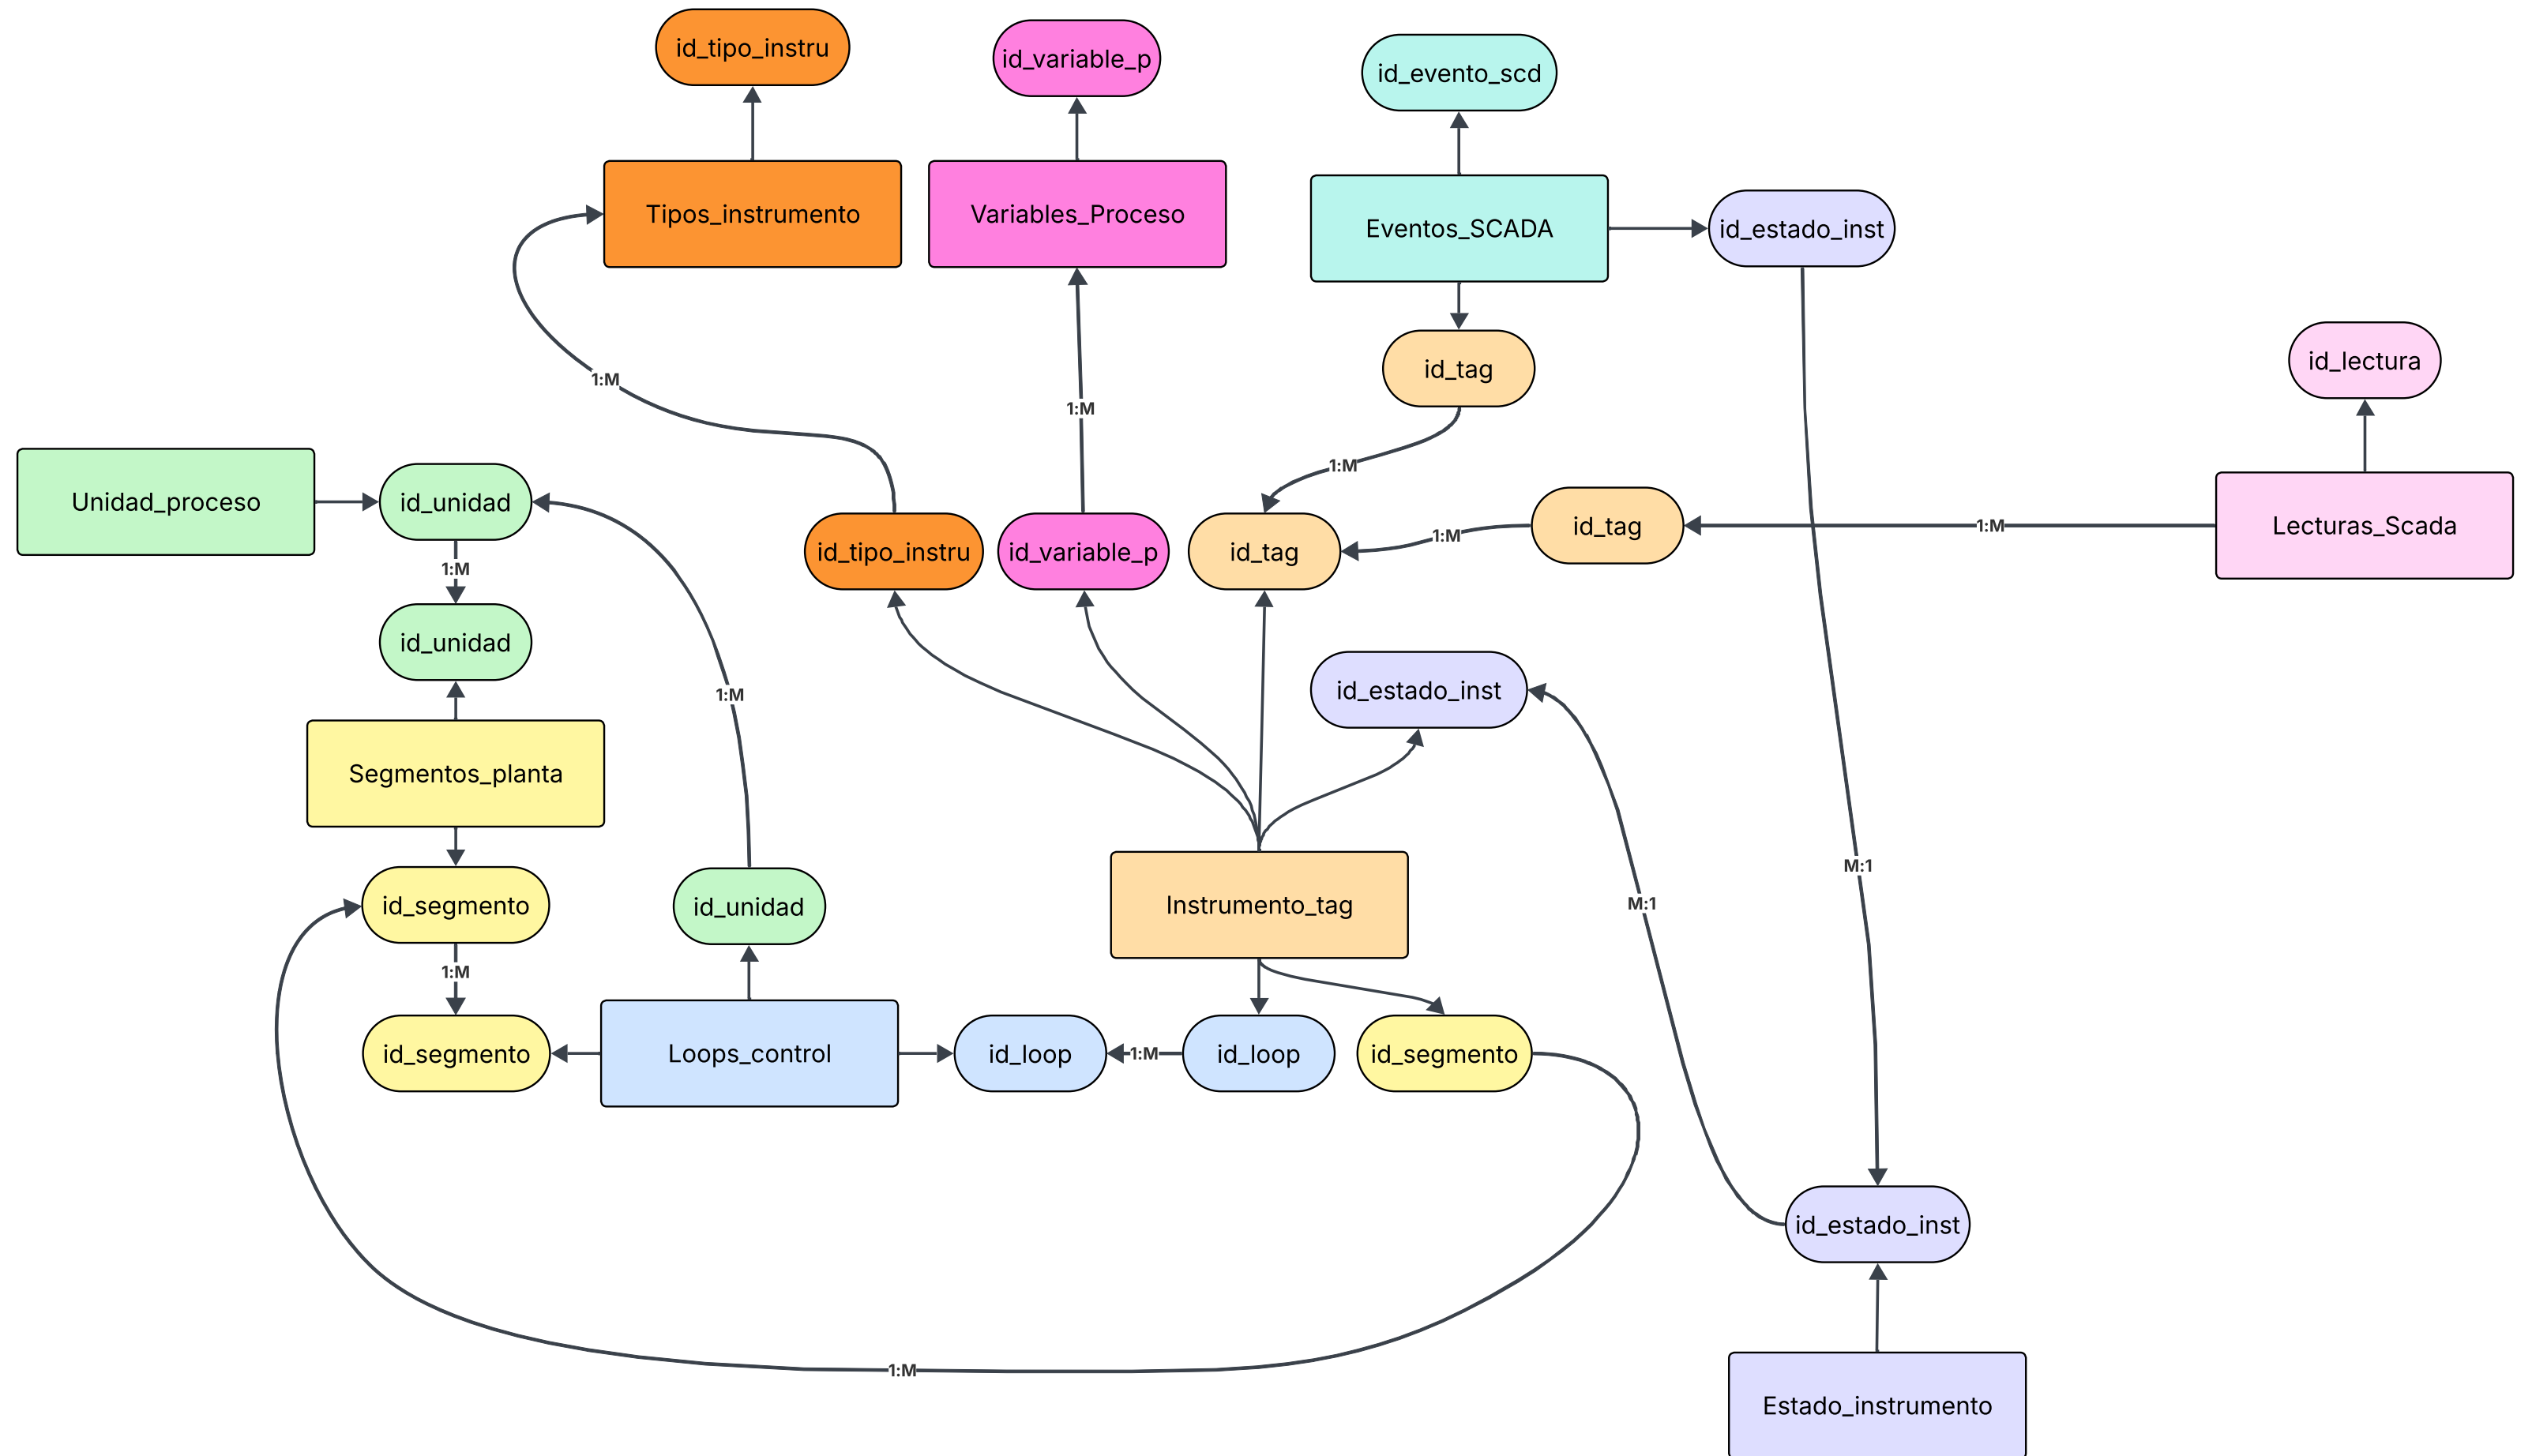 id_tipo_instru
id_variable_p
id_evento_scd
Tipos_instrumento
Variables_Proceso
Eventos_SCADA
id_estado_inst
id_tag
id_lectura
1:M
1:M
1:M
Unidad_proceso
id_unidad
id_tipo_instru
id_variable_p
id_tag
1:M
id_tag
1:M
Lecturas_Scada
1:M
id_unidad
1:M
id_estado_inst
Segmentos_planta
M:1
id_segmento
id_unidad
Instrumento_tag
M:1
1:M
id_segmento
Loops_control
id_loop
1:M
id_loop
id_segmento
id_estado_inst
1:M
Estado_instrumento